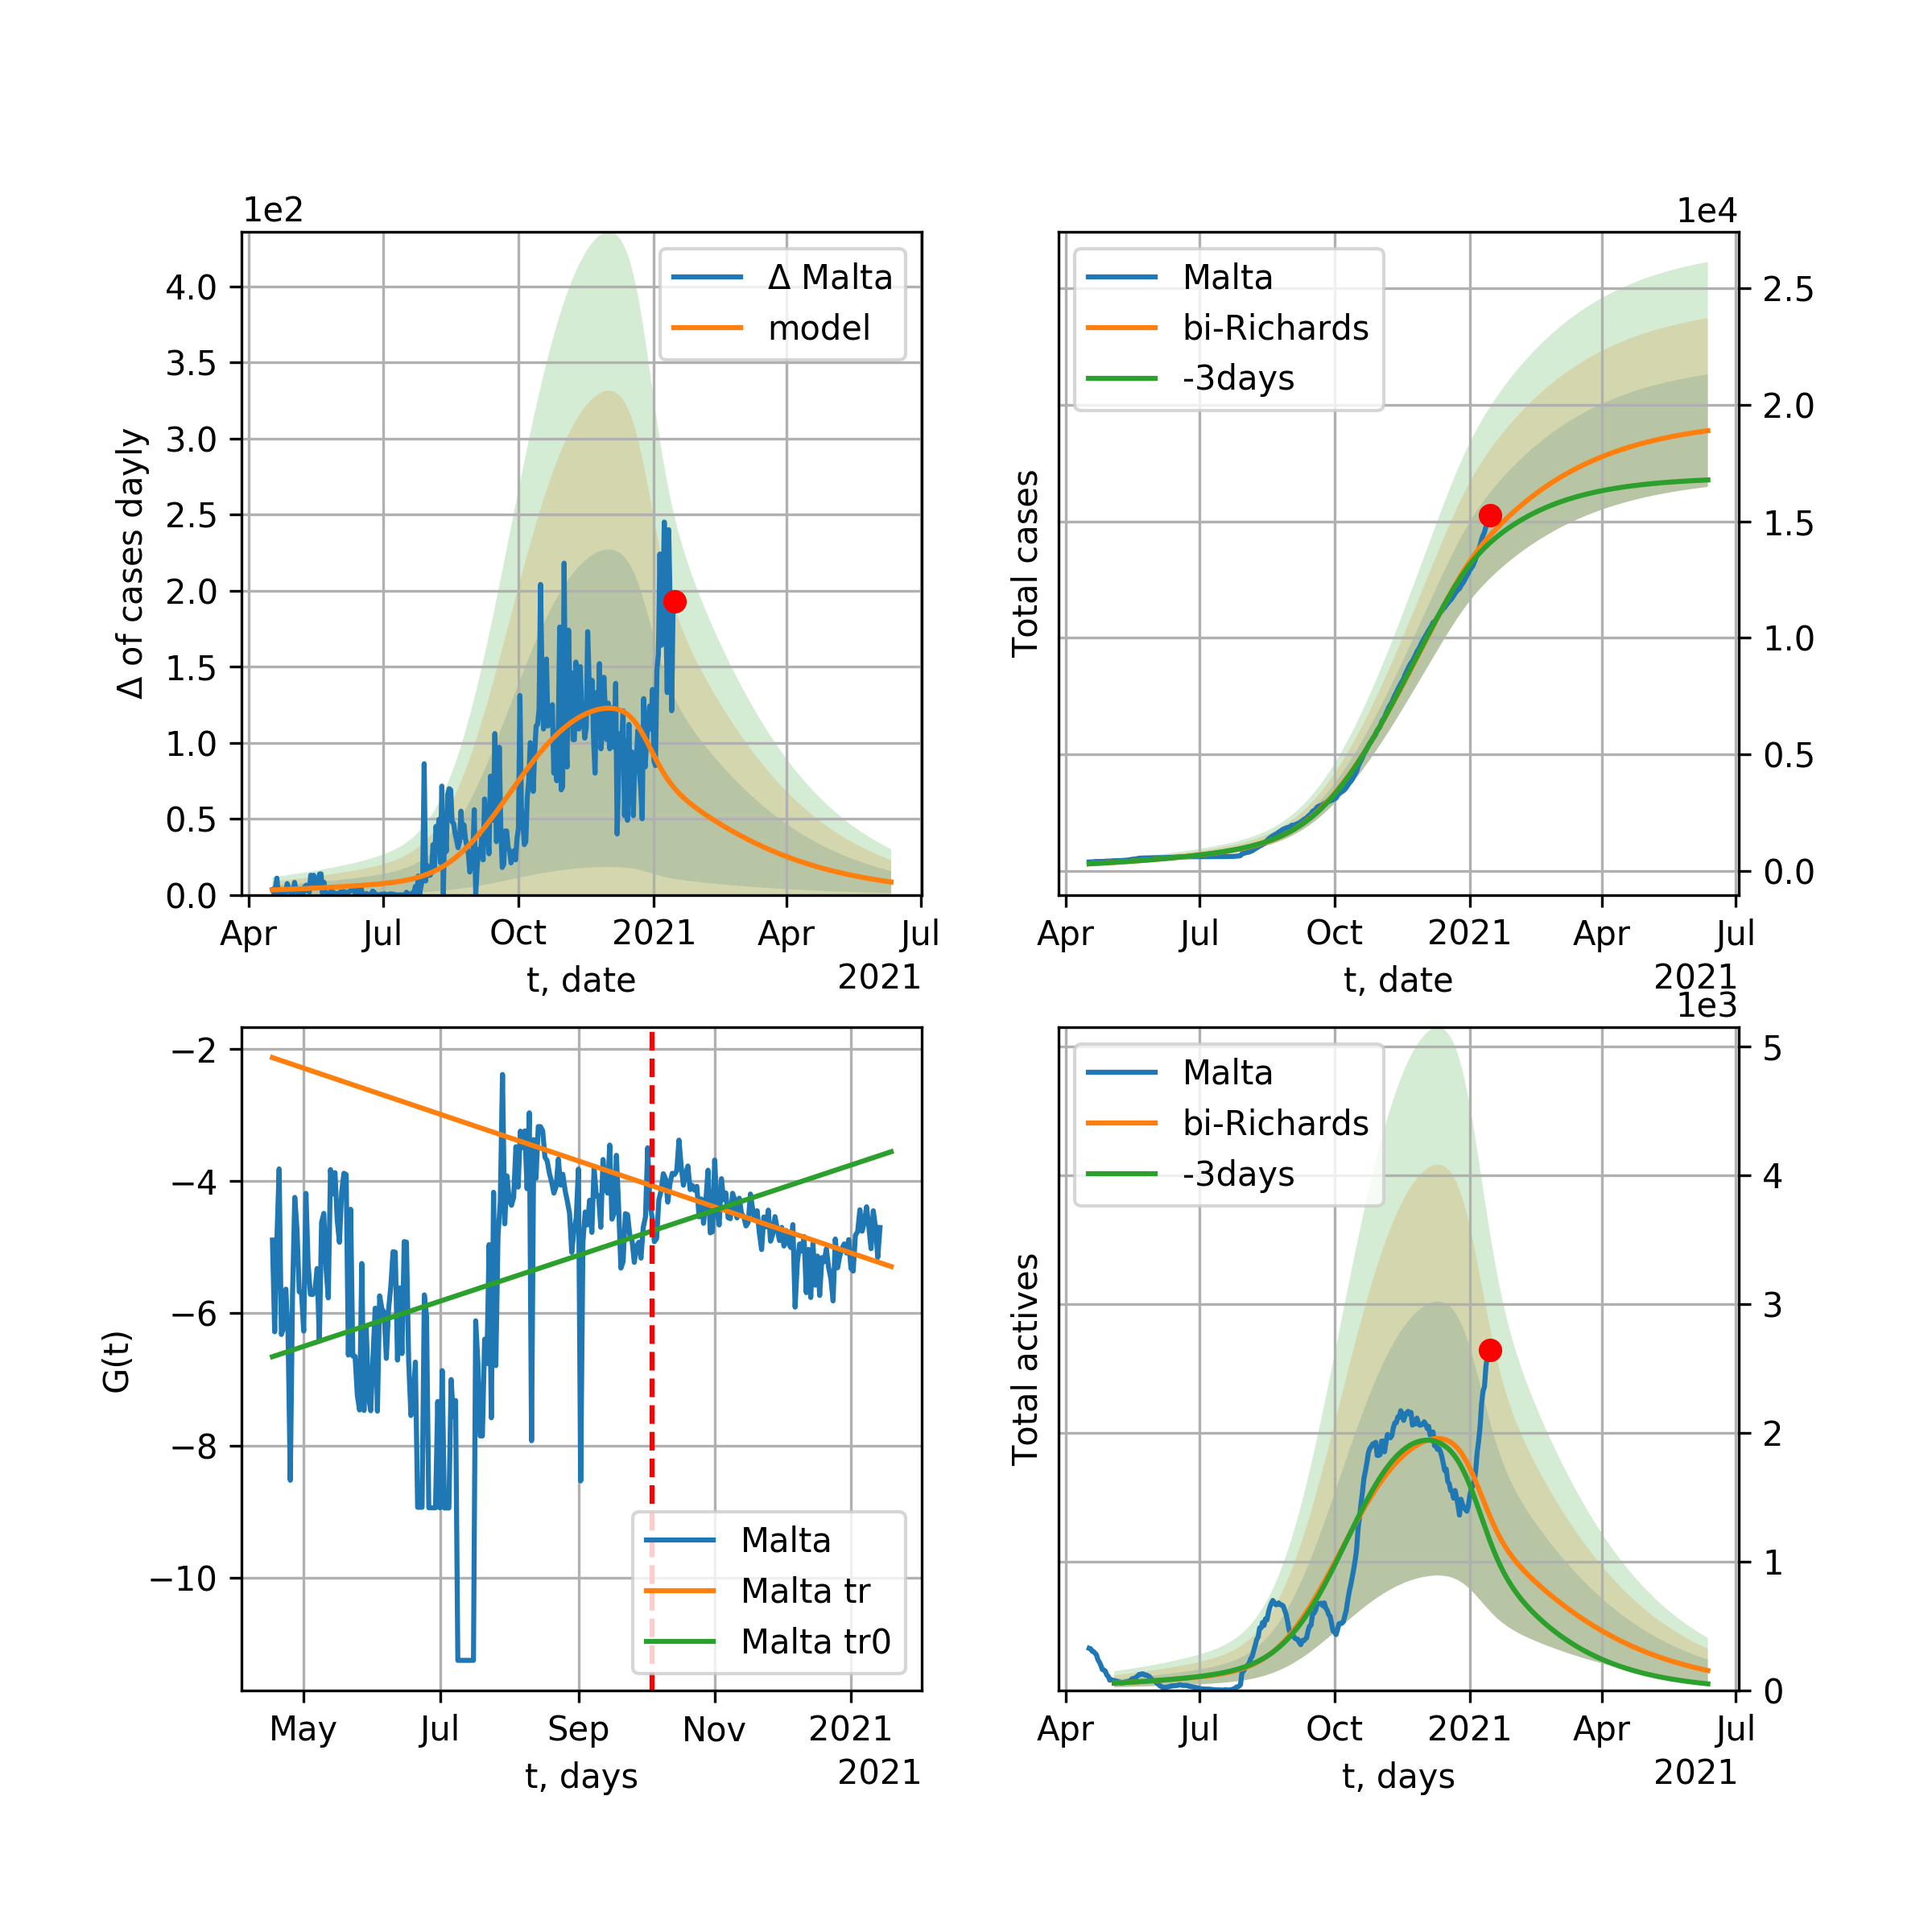 1e2
Δ of cases dayly
4.0
3.5
3.0
2.5
2.0
1.5
1.0
0.5
0.0
Δ Malta
model
Apr Jul Oct 2021 Apr Jul
t, date
2021
1e4
Total cases
Malta
bi-Richards
-3days
2.5
2.0
1.5
1.0
0.5
0.0
Apr Jul Oct 2021 Apr Jul
t, date
2021
G(t)
−2
−4
−6
−8
−10
Malta
Malta tr
Malta tr0
May Jul Sep Nov 2021
t, days
2021
1e3
Total actives
Malta
bi-Richards
-3days
5
4
3
2
1
0
Apr Jul Oct 2021 Apr Jul
t, days
2021